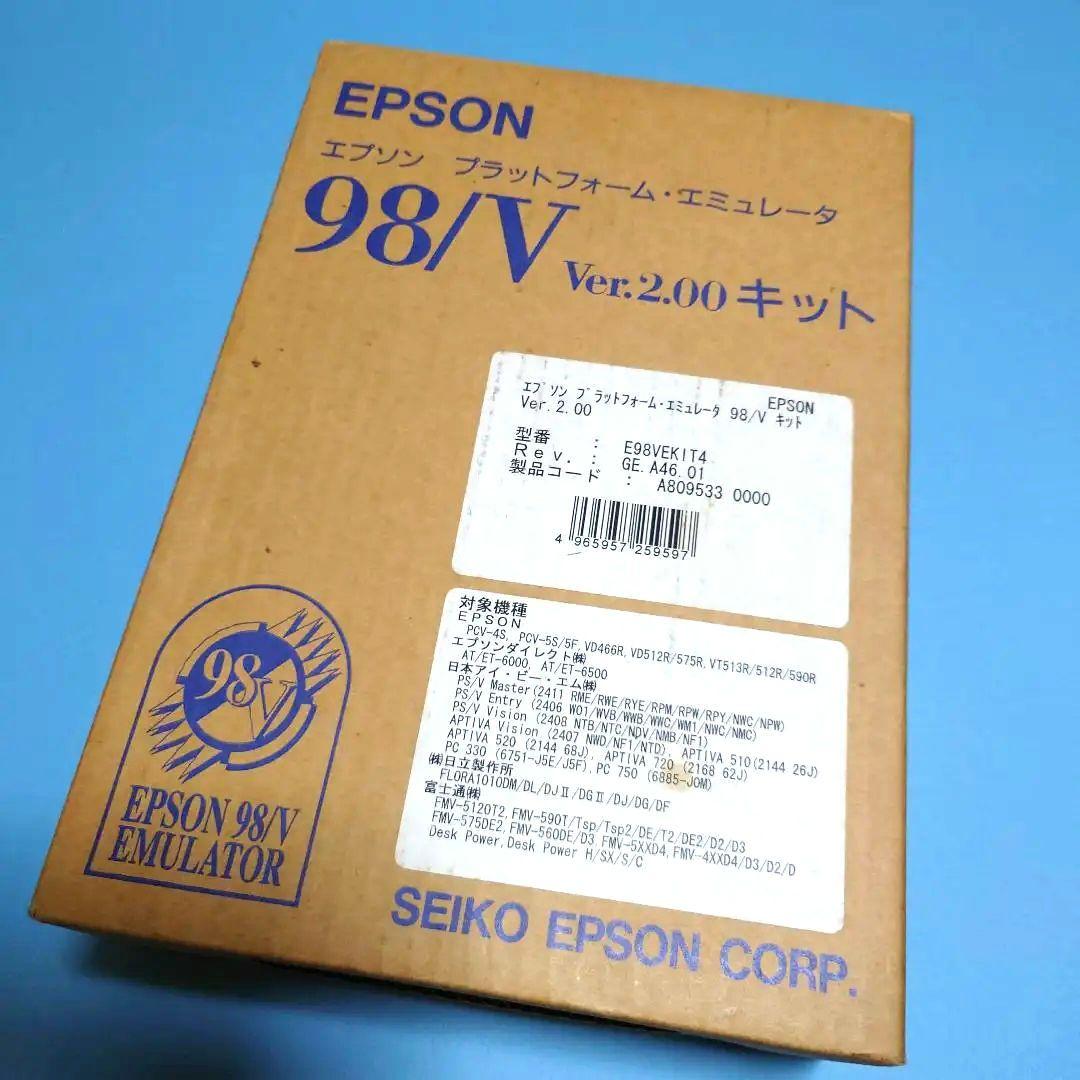 EPSON
エプソン プラットフォーム・エミュレータ
98/V Ver.2.00 キット
エプソン プラットフォーム・エミュレータ 98/V キット EPSON
Ver.2.00
型番 : E98VEKIT4
Rev. : GE.A46.01
製品コード : A809533 0000
4 965957 259597
対象機種
EPSON
PCV-4S, PCV-5S/5F, VD466R, VD512R/575R, VT513R/512R/590R
エプソンダイレクト㈱
AT/ET-6000, AT/ET-6500
日本アイ・ビー・エム㈱
PS/V Master(2411 RME/RWE/RYE/RPM/RPW/RPY/NWC/NPW)
PS/V Entry (2406 WO1/WVB/WWB/WWC/WM1/NWC/NMC)
PS/V Vision (2408 NTB/NTC/NDV/NMB/NF1)
APTIVA Vision (2407 NWD/NF1/NTD), APTIVA 510(2144 26J)
APTIVA 520 (2144 68J), APTIVA 720 (2168 62J)
PC 330 (6751-J5E/J5F), PC 750 (6885-JOM)
㈱日立製作所
FLORA1010DM/DL/DJⅡ/DGⅡ/DJ/DG/DF
富士通㈱
FMV-5120T2, FMV-590T/Tsp/Tsp2/DE/T2/DE2/D2/D3
FMV-575DE2, FMV-560DE/D3, FMV-5XXD4, FMV-4XXD4/D3/D2/D
Desk Power, Desk Power H/SX/S/C
98/V
EPSON 98/V
EMULATOR
SEIKO EPSON CORP.